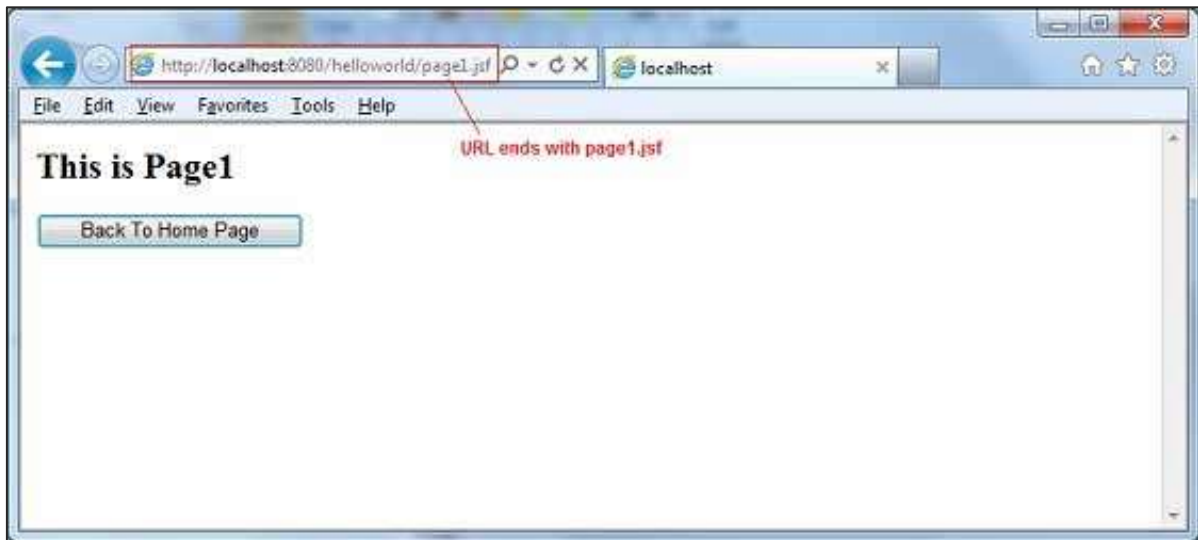 http://localhost:8080/helloworld/page1.jsf
localhost
File Edit View Favorites Tools Help
URL ends with page1.jsf
This is Page1
Back To Home Page